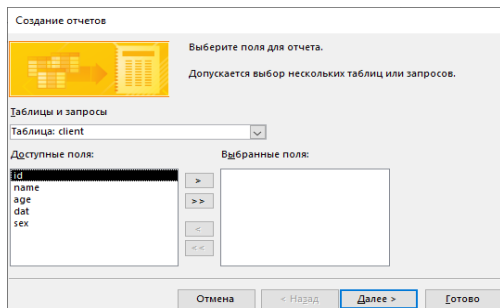 Создание отчетов
Выберите поля для отчета.
Допускается выбор нескольких таблиц или запросов.
Таблицы и запросы
Таблица: client
Доступные поля:
Выбранные поля:
id
name
age
dat
sex
>
>>
<
<<
Отмена
< Назад
Далее >
Готово